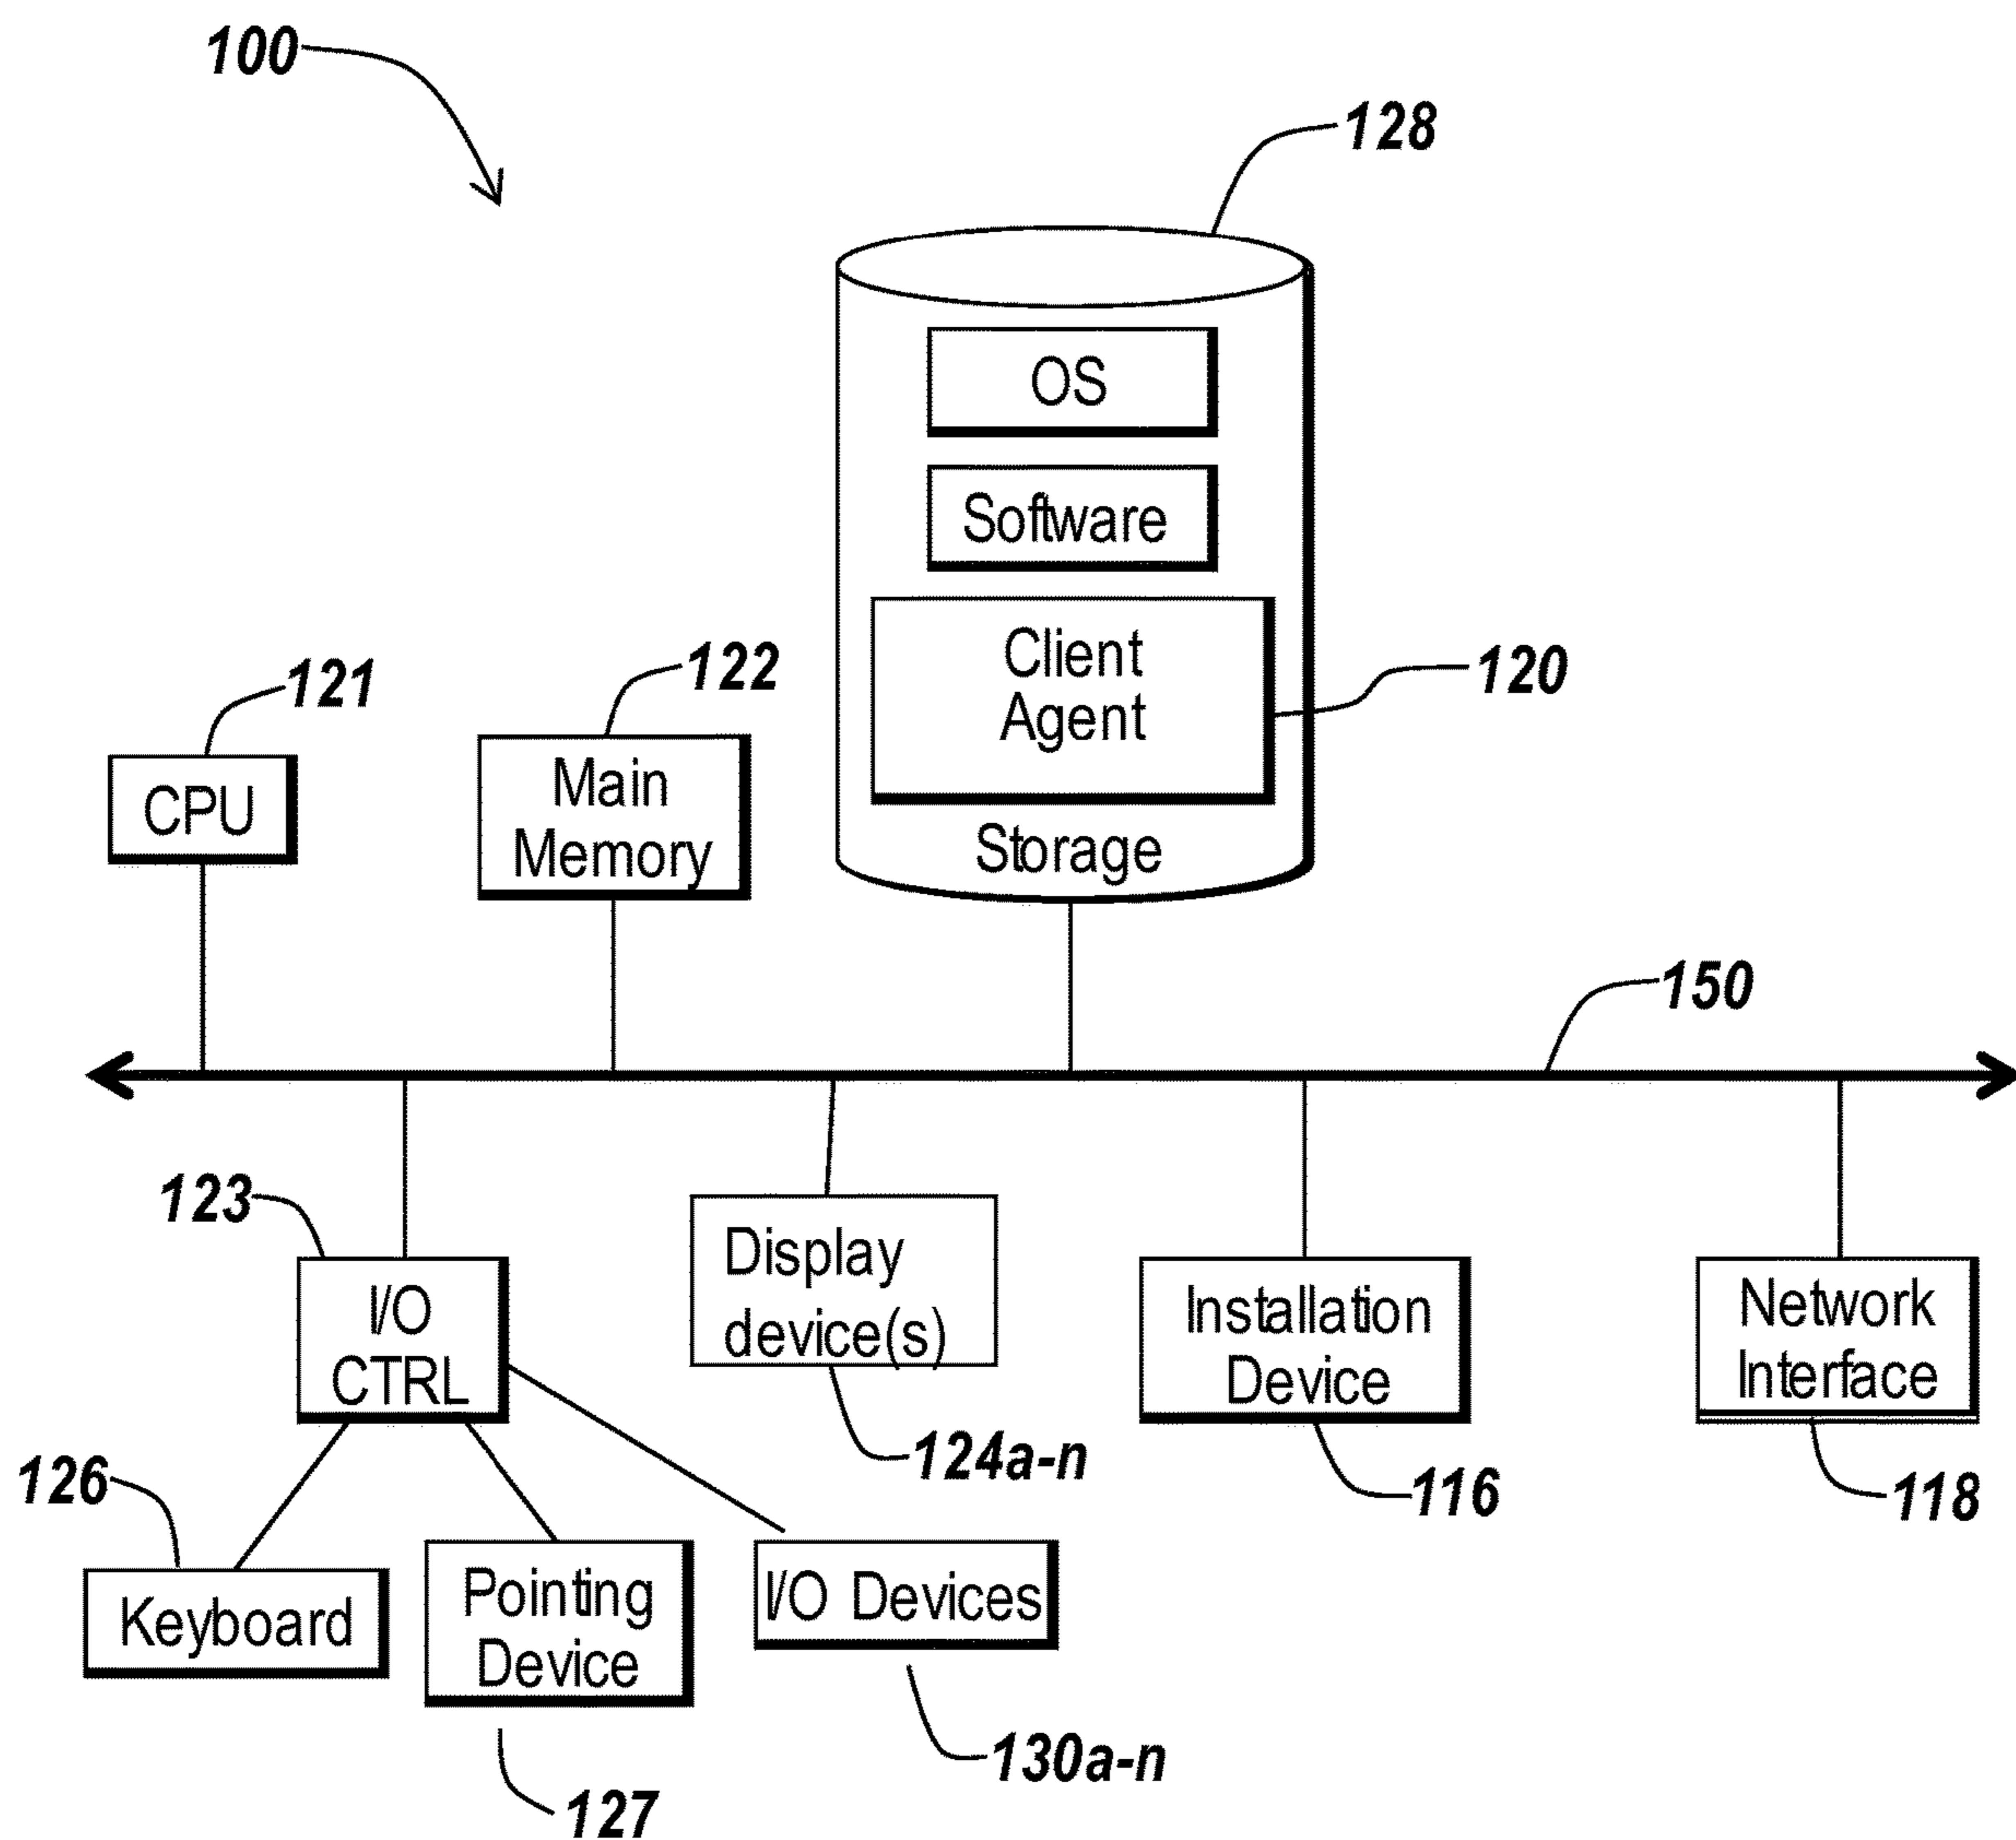 100
128
OS
Software
Client
Agent
120
Storage
121
CPU
122
Main
Memory
150
123
I/O
CTRL
Display
device(s)
124a-n
Installation
Device
116
Network
Interface
118
126
Keyboard
Pointing
Device
127
I/O Devices
130a-n